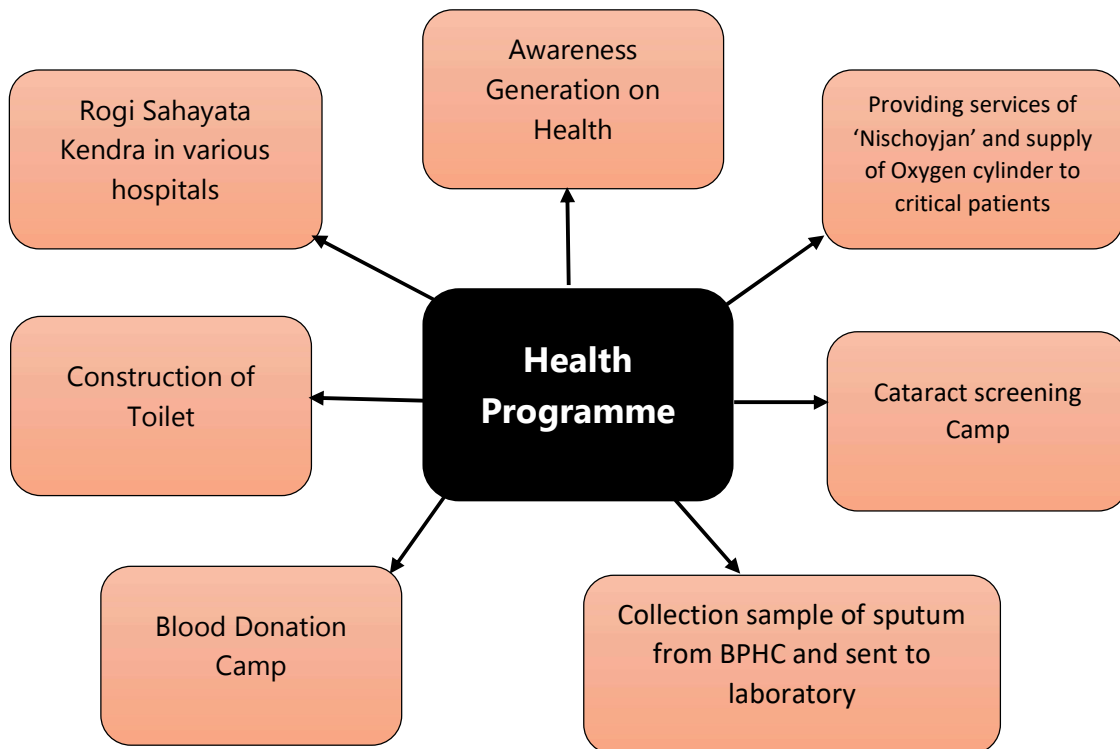 Awareness
Generation on
Health
Rogi Sahayata
Kendra in various
hospitals
Providing services of
‘Nischoyjan’ and supply
of Oxygen cylinder to
critical patients
Health
Programme
Construction of
Toilet
Cataract screening
Camp
Blood Donation
Camp
Collection sample of sputum
from BPHC and sent to
laboratory